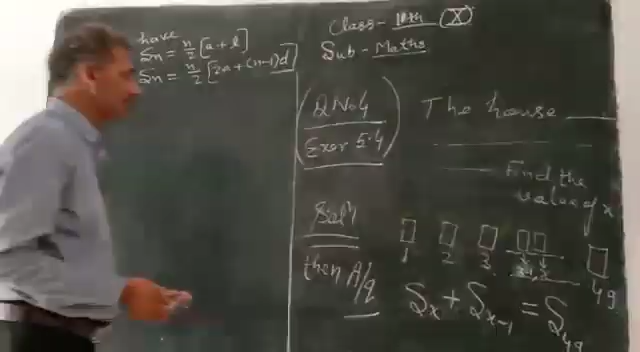 have
Sn = n/2 [a + l]
Sn = n/2 [2a + (n-1)d]
Class - 10th (X)
Sub - Maths
Q No 4
Exer 5.4
The house
Find the
value of x
Soln
1 2 3 49
then A/q
Sx + Sx-1 = S49